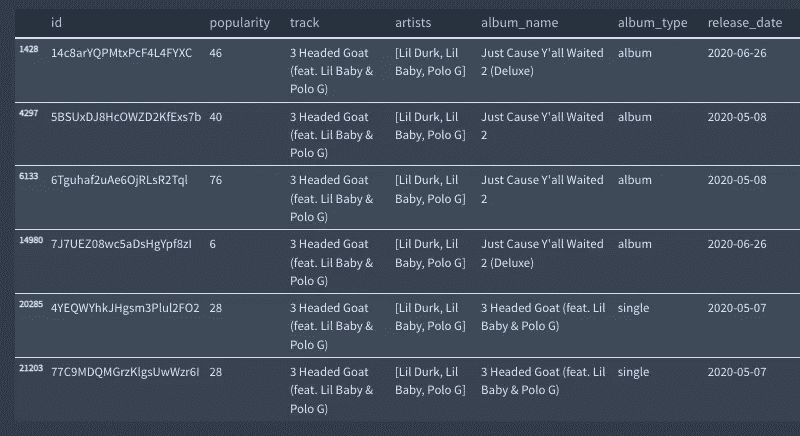 id popularity track artists album_name album_type release_date
1428 14c8arYQPMtxPcF4L4FYXC 46 3 Headed Goat [Lil Durk, Lil Just Cause Y'all Waited album 2020-06-26
(feat. Lil Baby & Baby, Polo G] 2 (Deluxe)
Polo G)
4297 5BSUxDJ8HcOWZD2KfExs7b 40 3 Headed Goat [Lil Durk, Lil Just Cause Y'all Waited album 2020-05-08
(feat. Lil Baby & Baby, Polo G] 2
Polo G)
6133 6Tguhaf2uAe6OjRLsR2Tql 76 3 Headed Goat [Lil Durk, Lil Just Cause Y'all Waited album 2020-05-08
(feat. Lil Baby & Baby, Polo G] 2
Polo G)
14980 7J7UEZ08wc5aDsHgYpf8zI 6 3 Headed Goat [Lil Durk, Lil Just Cause Y'all Waited album 2020-06-26
(feat. Lil Baby & Baby, Polo G] 2 (Deluxe)
Polo G)
20285 4YEQWYhkJHgsm3Plul2FO2 28 3 Headed Goat [Lil Durk, Lil 3 Headed Goat (feat. Lil single 2020-05-07
(feat. Lil Baby & Baby, Polo G] Baby & Polo G)
Polo G)
21203 77C9MDQMGrzKlgsUwWzr6I 28 3 Headed Goat [Lil Durk, Lil 3 Headed Goat (feat. Lil single 2020-05-07
(feat. Lil Baby & Baby, Polo G] Baby & Polo G)
Polo G)